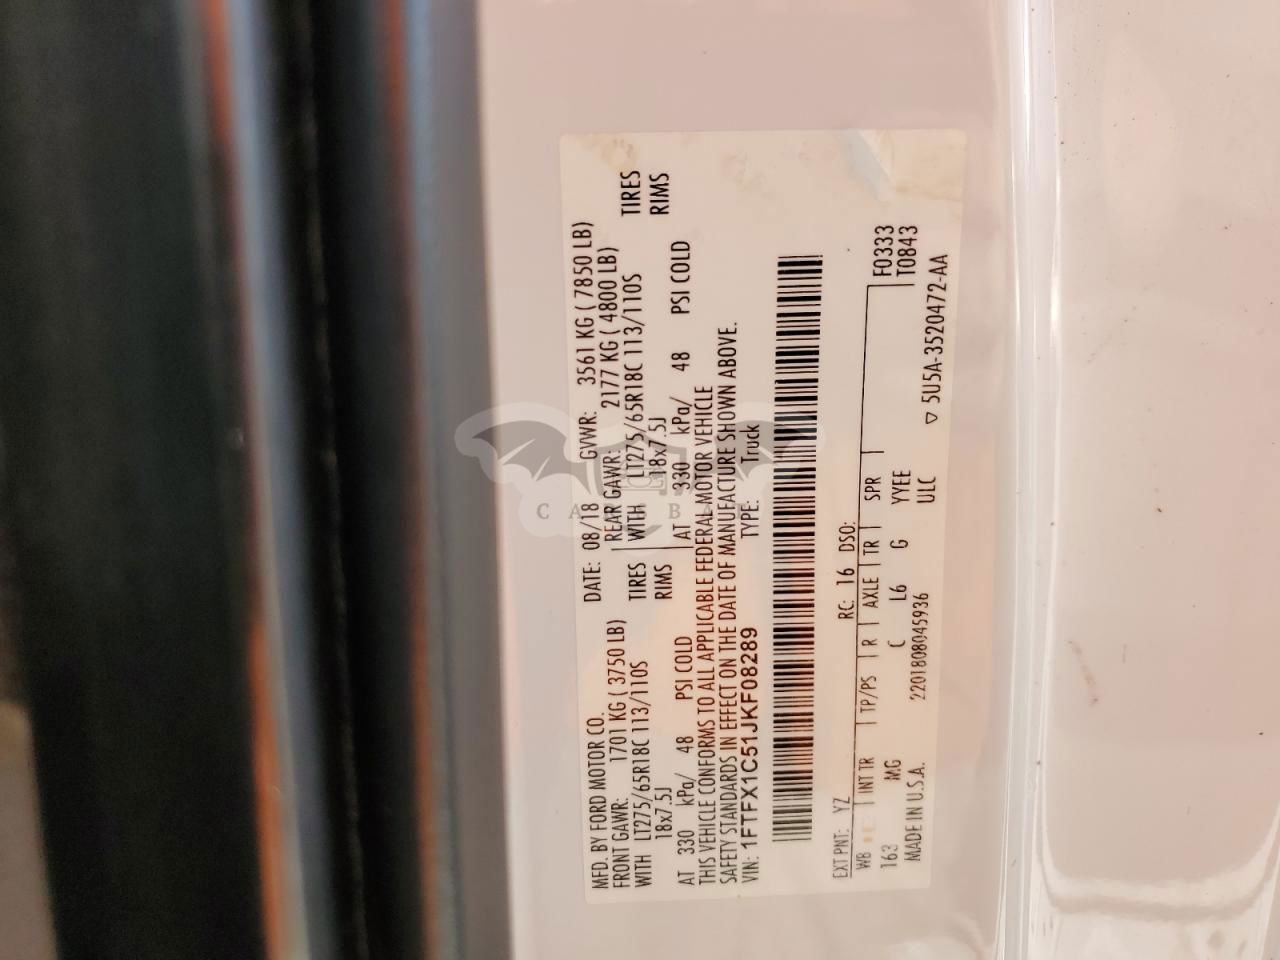 MFD. BY FORD MOTOR CO.
DATE: 08/18 GVWR: 3561 KG ( 7850 LB)
FRONT GAWR: 1701 KG ( 3750 LB) REAR GAWR: 2177 KG ( 4800 LB)
WITH LT275/65R18C 113/110S TIRES WITH LT275/65R18C 113/110S TIRES
18x7.5J RIMS 18x7.5J RIMS
AT 330 kPa/ 48 PSI COLD AT 330 kPa/ 48 PSI COLD
THIS VEHICLE CONFORMS TO ALL APPLICABLE FEDERAL MOTOR VEHICLE
SAFETY STANDARDS IN EFFECT ON THE DATE OF MANUFACTURE SHOWN ABOVE.
VIN: 1FTFX1C51JKF08289 TYPE: Truck
EXT PNT: YZ RC: 16 DSO:
WB INT TR TP/PS R AXLE TR SPR F0333
163 MG C L6 G YYEE T0843
MADE IN U.S.A. 2201808045936 ULC
▽ 5U5A-3520472-AA